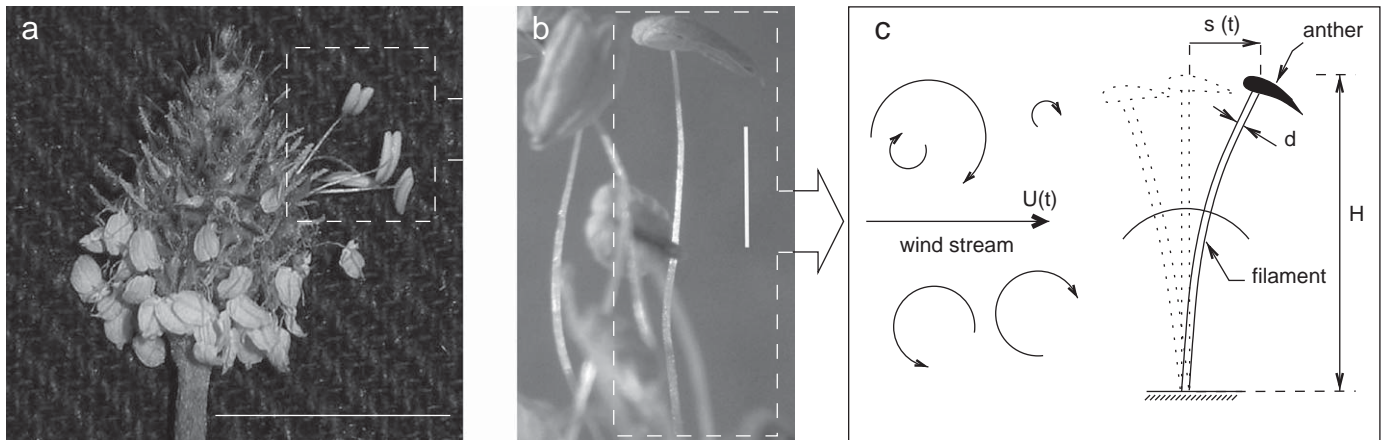 a
b
c
s (t)
anther
d
U(t)
H
wind stream
filament